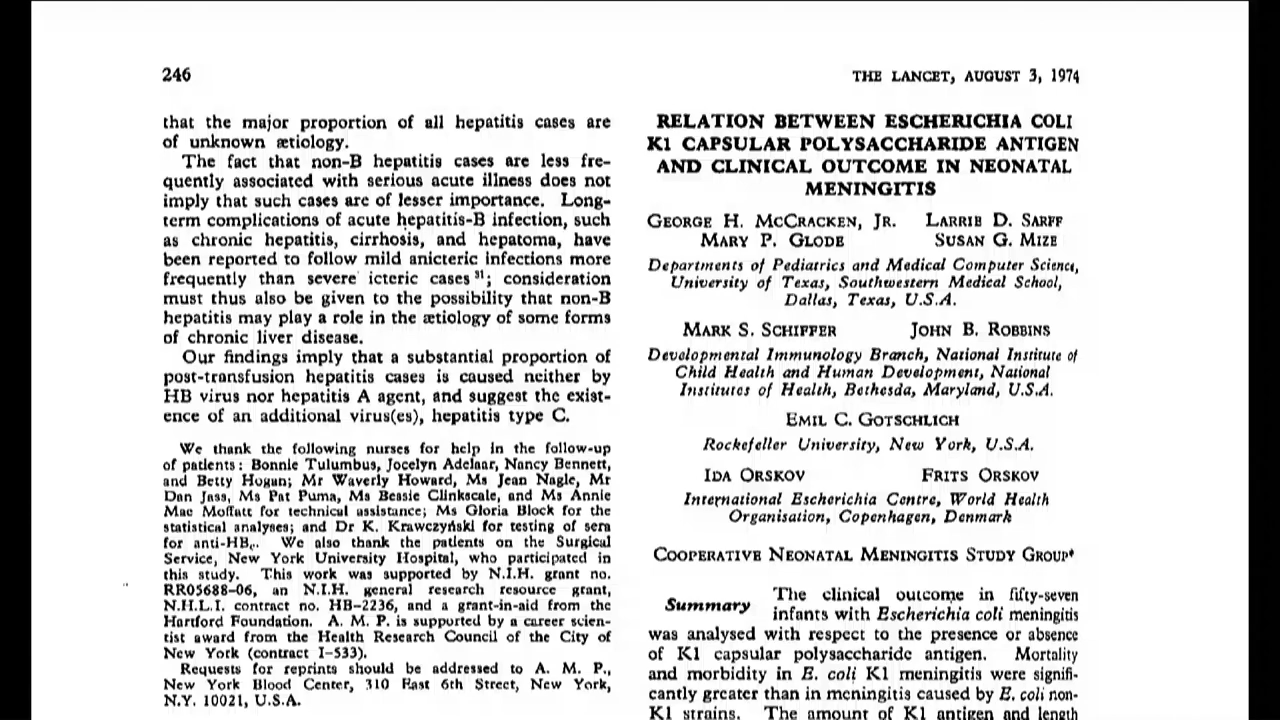 246
THE LANCET, AUGUST 3, 1974
that the major proportion of all hepatitis cases are
of unknown ætiology.
The fact that non-B hepatitis cases are less fre-
quently associated with serious acute illness does not
imply that such cases are of lesser importance. Long-
term complications of acute hepatitis-B infection, such
as chronic hepatitis, cirrhosis, and hepatoma, have
been reported to follow mild anicteric infections more
frequently than severe icteric cases 31; consideration
must thus also be given to the possibility that non-B
hepatitis may play a role in the ætiology of some forms
of chronic liver disease.
Our findings imply that a substantial proportion of
post-transfusion hepatitis cases is caused neither by
HB virus nor hepatitis A agent, and suggest the exist-
ence of an additional virus(es), hepatitis type C.
We thank the following nurses for help in the follow-up
of patients: Bonnie Tulumbus, Jocelyn Adelaar, Nancy Bennett,
and Betty Hogun; Mr Waverly Howard, Ms Jean Nagle, Mr
Dan Jass, Ms Pat Puma, Ms Bessie Clinkscale, and Ms Annie
Mae Moffatt for technical assistance; Ms Gloria Block for the
statistical analyses; and Dr K. Krawczyński for testing of sera
for anti-HBc. We also thank the patients on the Surgical
Service, New York University Hospital, who participated in
this study. This work was supported by N.I.H. grant no.
RR05688-06, an N.I.H. general research resource grant,
N.H.L.I. contract no. HB-2236, and a grant-in-aid from the
Hartford Foundation. A. M. P. is supported by a career scien-
tist award from the Health Research Council of the City of
New York (contract I-533).
Requests for reprints should be addressed to A. M. P.,
New York Blood Center, 310 East 6th Street, New York,
N.Y. 10021, U.S.A.
RELATION BETWEEN ESCHERICHIA COLI
K1 CAPSULAR POLYSACCHARIDE ANTIGEN
AND CLINICAL OUTCOME IN NEONATAL
MENINGITIS
GEORGE H. MCCRACKEN, JR. LARRIE D. SARFF
MARY P. GLODE SUSAN G. MIZE
Departments of Pediatrics and Medical Computer Science,
University of Texas, Southwestern Medical School,
Dallas, Texas, U.S.A.
MARK S. SCHIFFER JOHN B. ROBBINS
Developmental Immunology Branch, National Institute of
Child Health and Human Development, National
Institutes of Health, Bethesda, Maryland, U.S.A.
EMIL C. GOTSCHLICH
Rockefeller University, New York, U.S.A.
IDA ORSKOV FRITS ORSKOV
International Escherichia Centre, World Health
Organisation, Copenhagen, Denmark
COOPERATIVE NEONATAL MENINGITIS STUDY GROUP*
Summary The clinical outcome in fifty-seven
infants with Escherichia coli meningitis
was analysed with respect to the presence or absence
of K1 capsular polysaccharide antigen. Mortality
and morbidity in E. coli K1 meningitis were signifi-
cantly greater than in meningitis caused by E. coli non-
K1 strains. The amount of K1 antigen and length